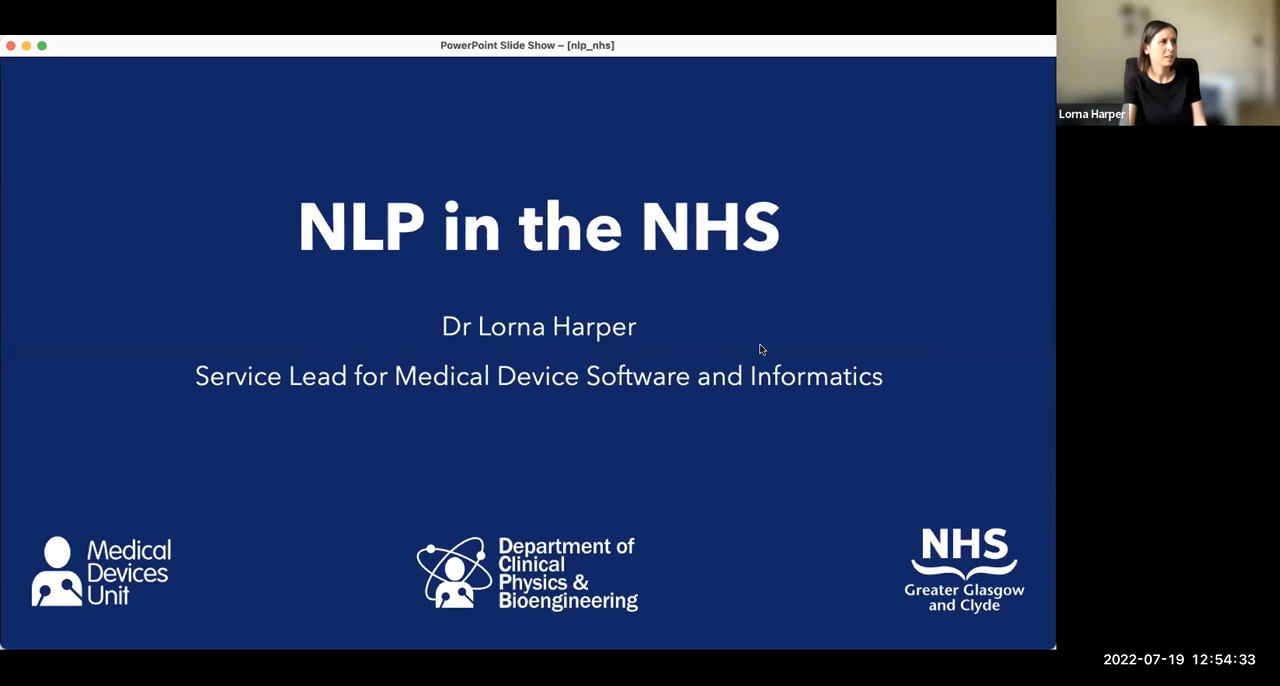 PowerPoint Slide Show – [nlp_nhs]
Lorna Harper
NLP in the NHS
Dr Lorna Harper
Service Lead for Medical Device Software and Informatics
Medical
Devices
Unit
Department of
Clinical
Physics &
Bioengineering
NHS
Greater Glasgow
and Clyde
2022-07-19 12:54:33